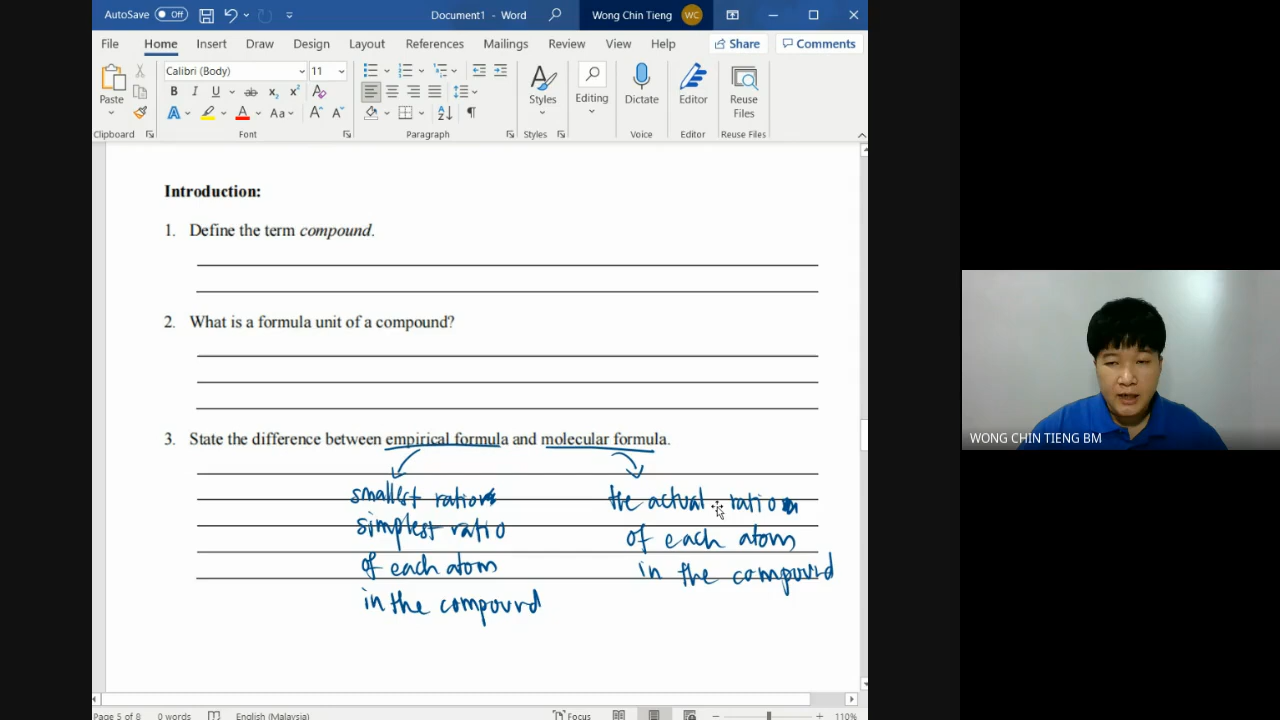 AutoSave Off Document1 - Word Wong Chin Tieng WC
File Home Insert Draw Design Layout References Mailings Review View Help Share Comments
Calibri (Body) 11
Paste Styles Editing Dictate Editor Reuse Files
Clipboard Font Paragraph Styles Voice Editor Reuse Files
Introduction:
1. Define the term compound.
2. What is a formula unit of a compound?
3. State the difference between empirical formula and molecular formula.
smallest ratio
simplest ratio
of each atom
in the compound
the actual ratio
of each atom
in the compound
WONG CHIN TIENG BM
Page 5 of 8 0 words English (Malaysia) Focus 110%